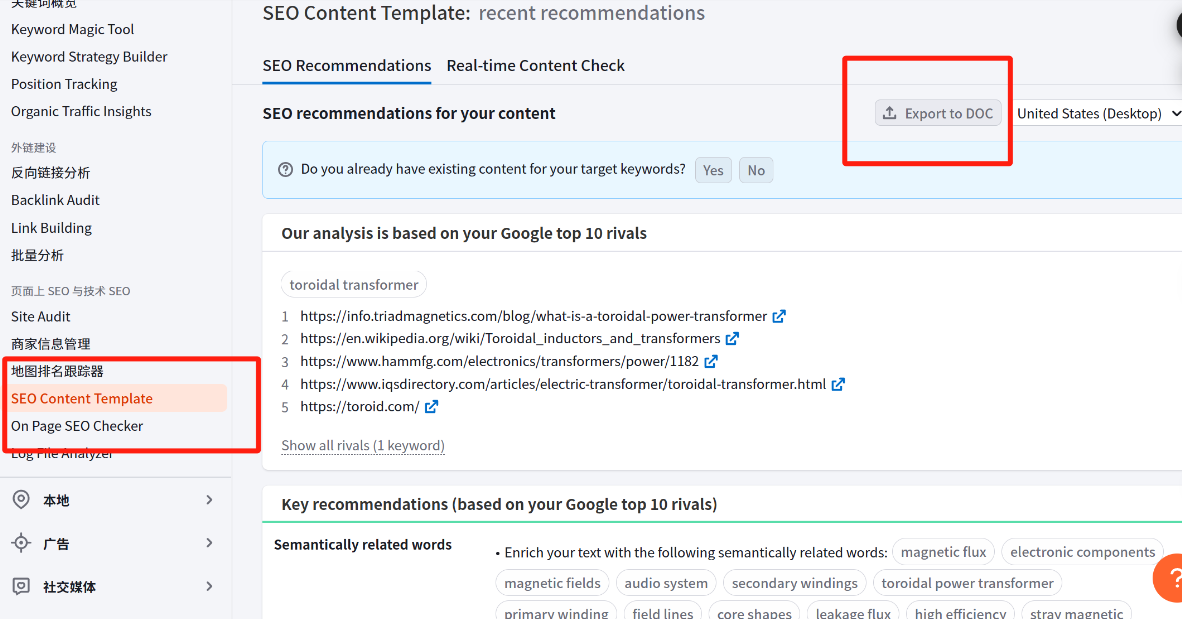 关键词概览
Keyword Magic Tool
Keyword Strategy Builder
Position Tracking
Organic Traffic Insights
外链建设
反向链接分析
Backlink Audit
Link Building
批量分析
页面上 SEO 与技术 SEO
Site Audit
商家信息管理
地图排名跟踪器
SEO Content Template
On Page SEO Checker
Log File Analyzer
本地
广告
社交媒体
SEO Content Template: recent recommendations
SEO Recommendations Real-time Content Check
SEO recommendations for your content
Export to DOC
United States (Desktop)
Do you already have existing content for your target keywords? Yes No
Our analysis is based on your Google top 10 rivals
toroidal transformer
1 https://info.triadmagnetics.com/blog/what-is-a-toroidal-power-transformer
2 https://en.wikipedia.org/wiki/Toroidal_inductors_and_transformers
3 https://www.hammfg.com/electronics/transformers/power/1182
4 https://www.iqsdirectory.com/articles/electric-transformer/toroidal-transformer.html
5 https://toroid.com/
Show all rivals (1 keyword)
Key recommendations (based on your Google top 10 rivals)
Semantically related words
• Enrich your text with the following semantically related words: magnetic flux electronic components
magnetic fields audio system secondary windings toroidal power transformer
primary winding field lines core shapes leakage flux high efficiency stray magnetic
?